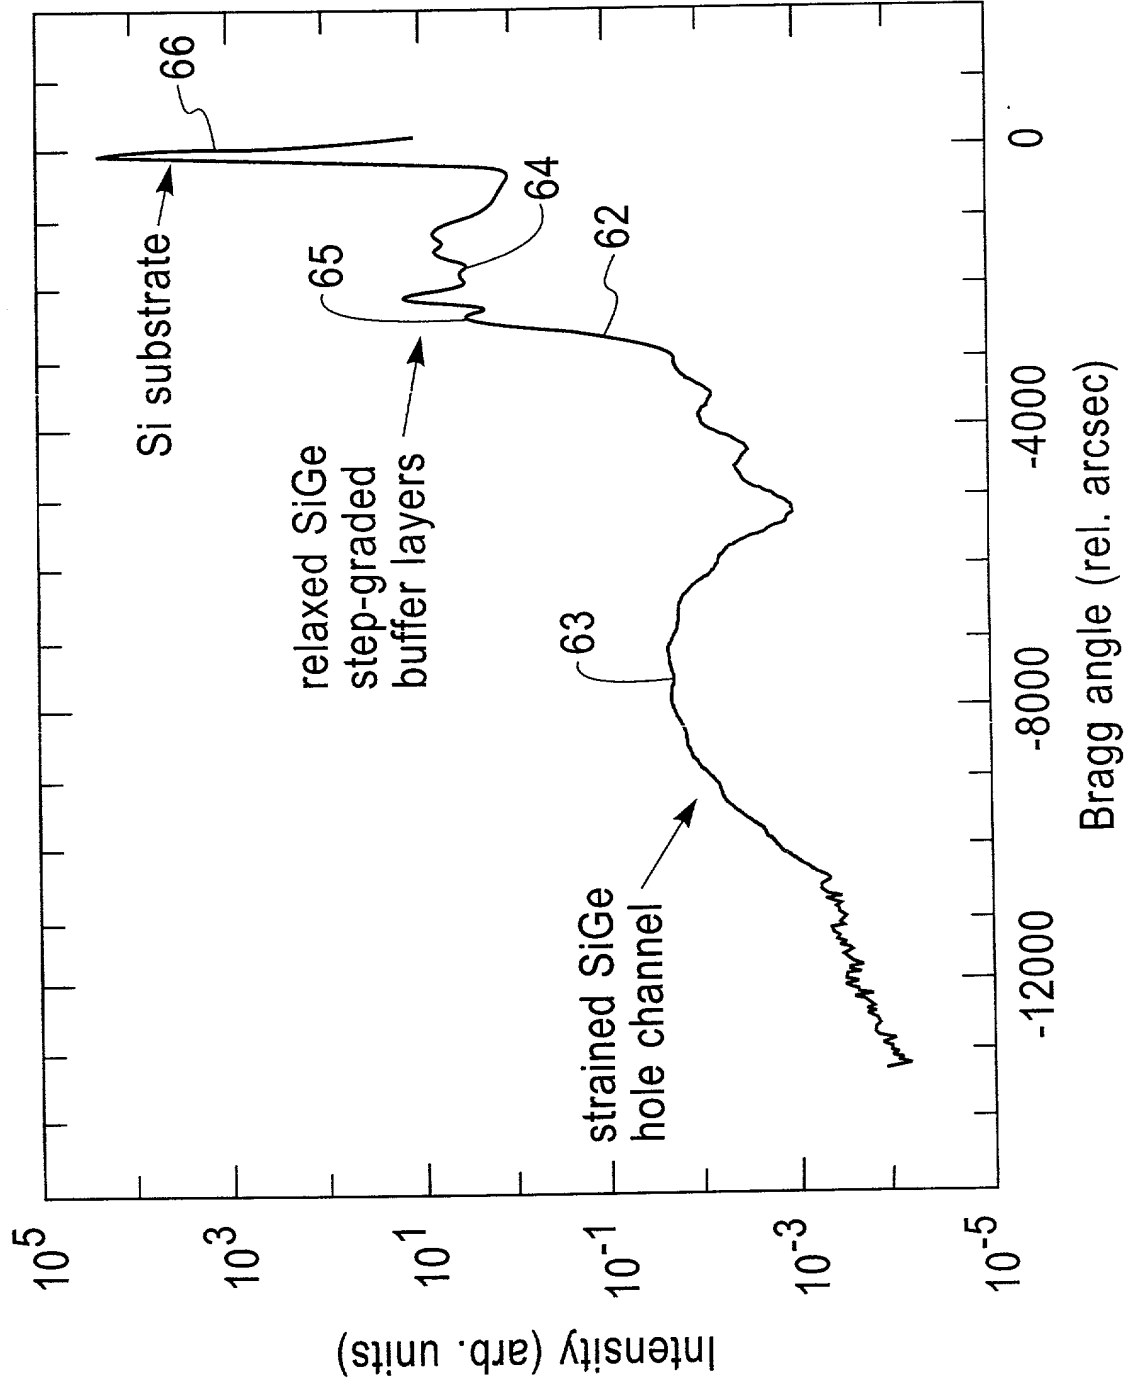 10^5
10^3
10^1
10^-1
10^-3
10^-5
Intensity (arb. units)
Si substrate
66
65
64
62
relaxed SiGe
step-graded
buffer layers
63
strained SiGe
hole channel
-12000
-8000
-4000
0
Bragg angle (rel. arcsec)